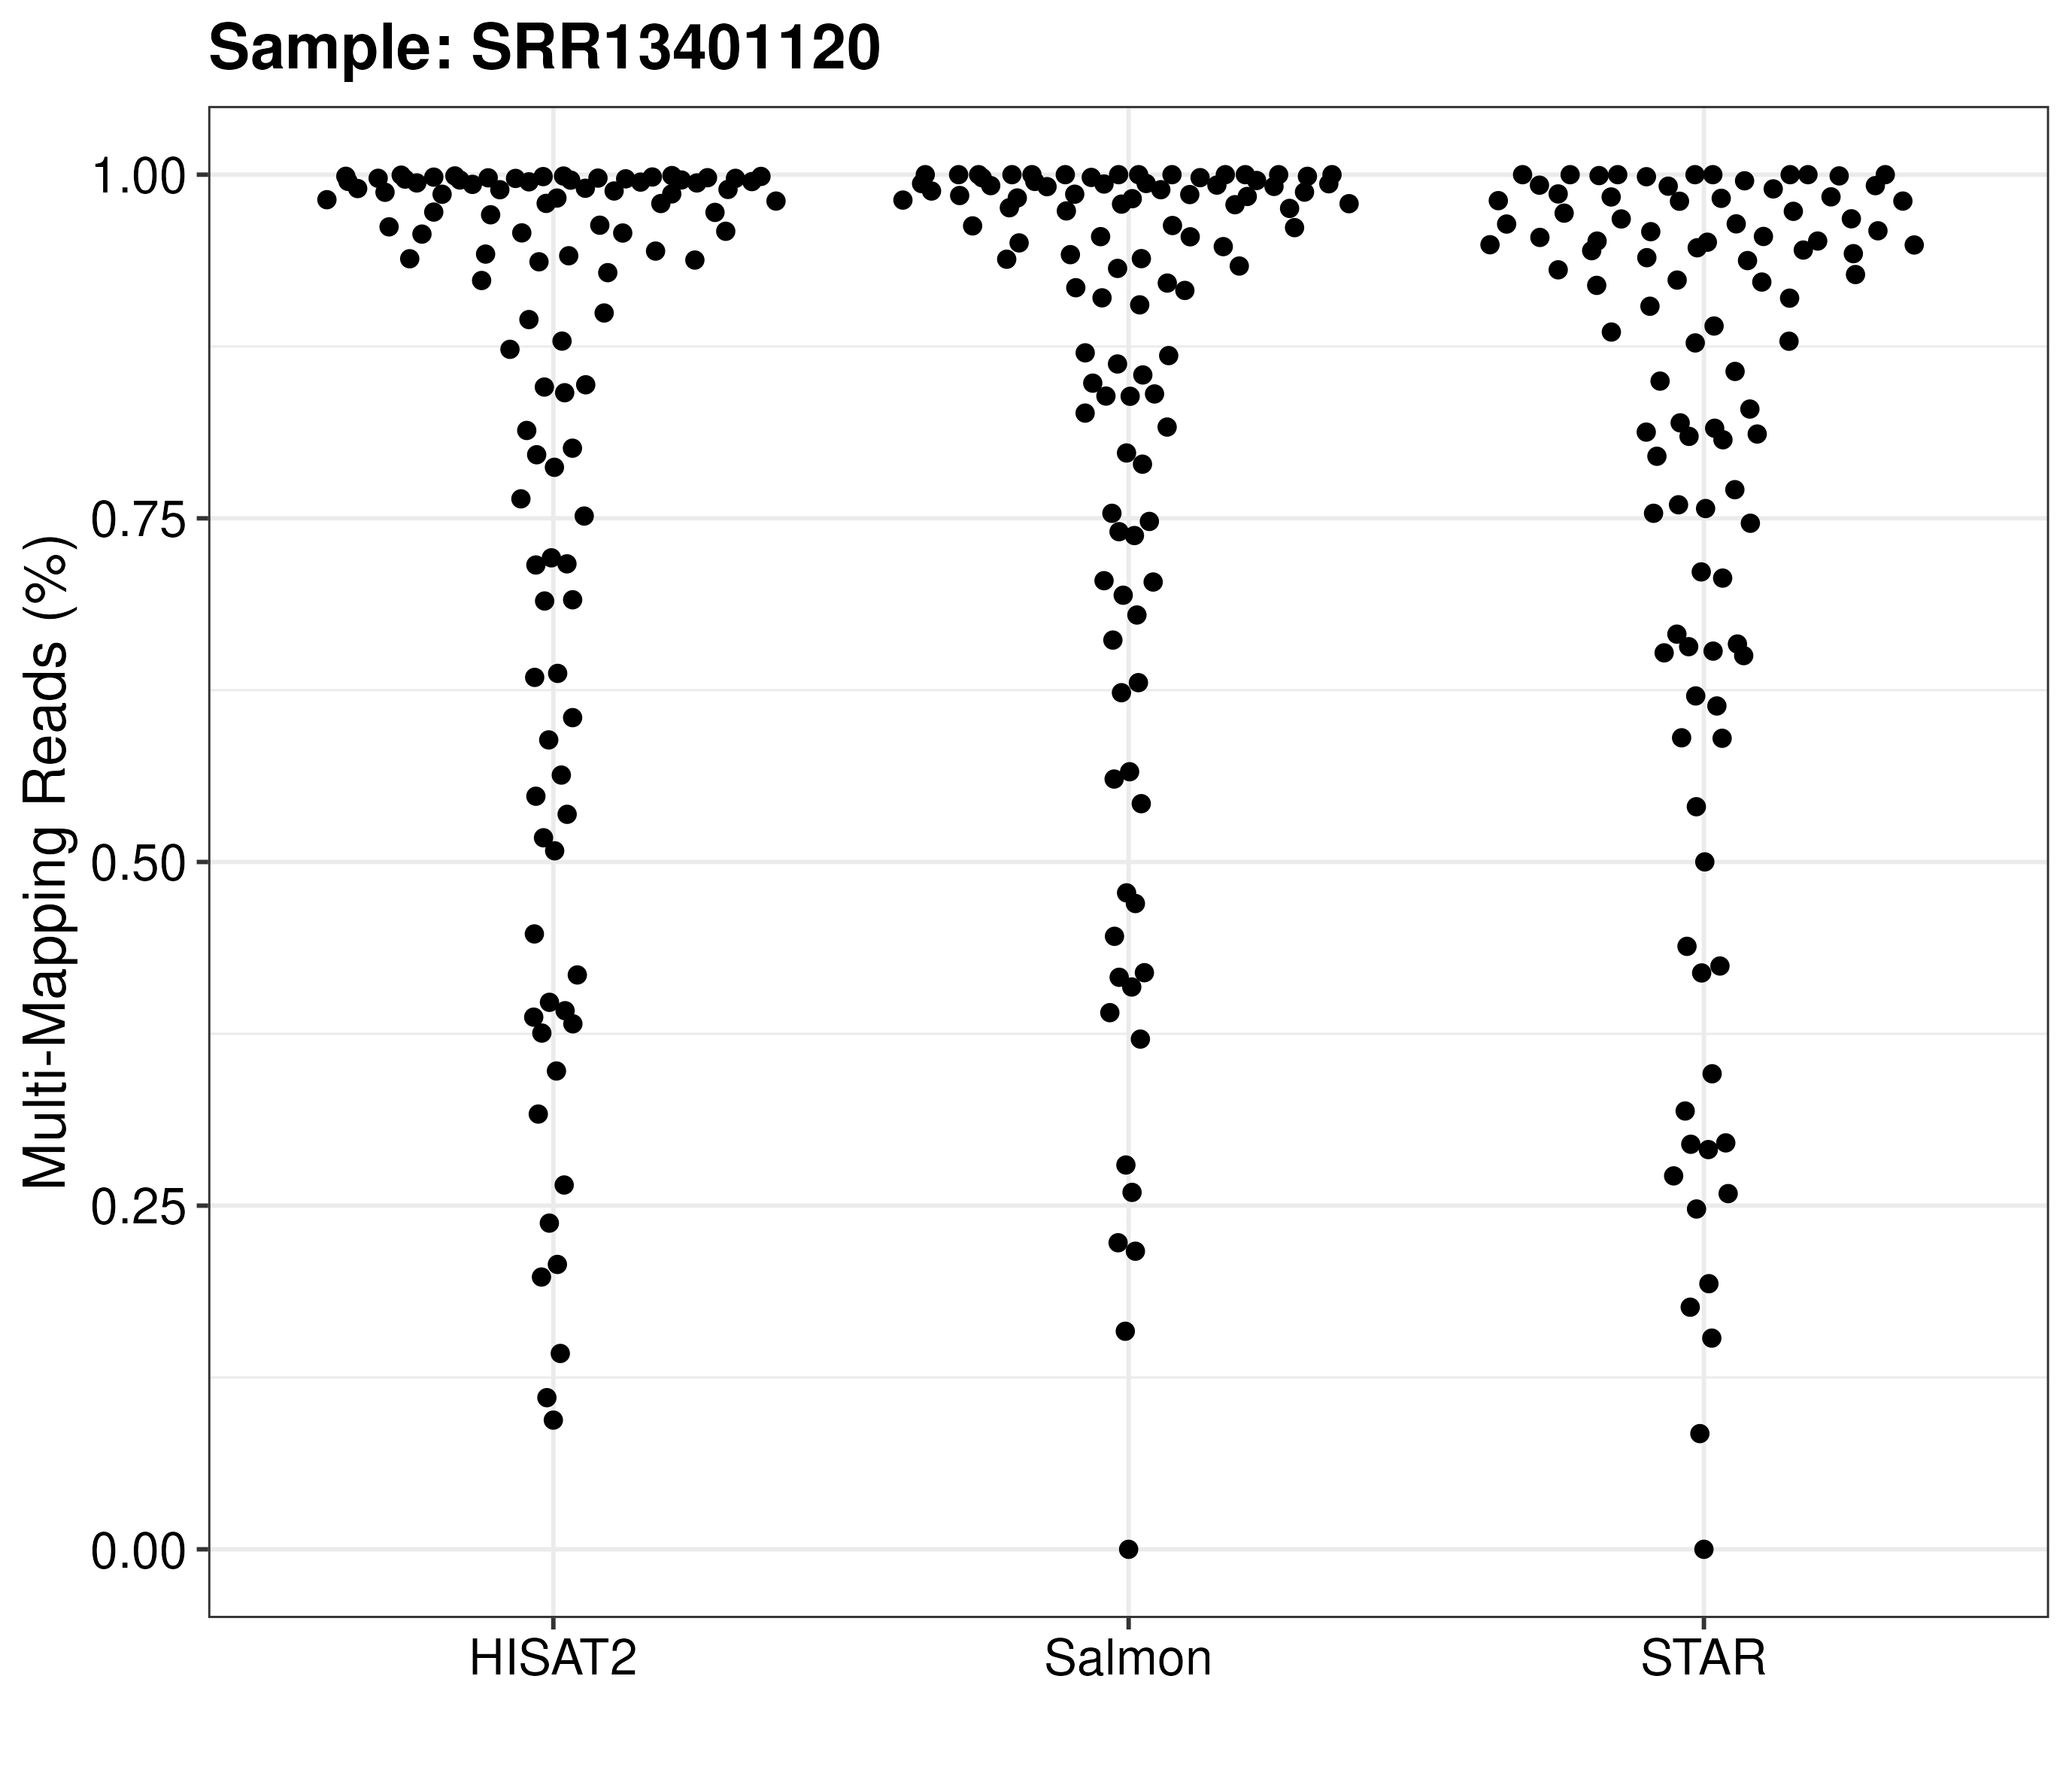 Sample: SRR13401120
Multi-Mapping Reads (%)
1.00
0.75
0.50
0.25
0.00
HISAT2
Salmon
STAR